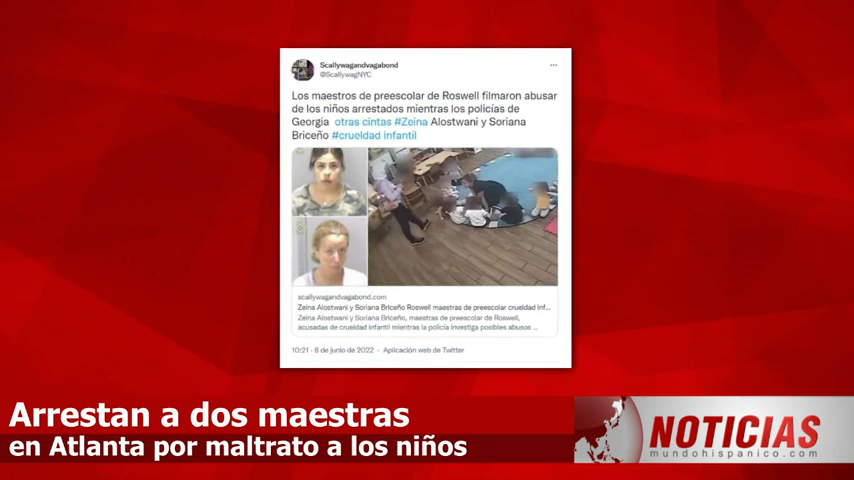 Scallywagandvagabond
@ScallywagNYC
Los maestros de preescolar de Roswell filmaron abusar
de los niños arrestados mientras los policías de
Georgia otras cintas #Zeina Alostwani y Soriana
Briceño #crueldad infantil
scallywagandvagabond.com
Zeina Alostwani y Soriana Briceño Roswell maestras de preescolar crueldad inf...
Zeina Alostwani y Soriana Briceño, maestras de preescolar de Roswell,
acusadas de crueldad infantil mientras la policía investiga posibles abusos ...
10:21 · 8 de junio de 2022 · Aplicación web de Twitter
Arrestan a dos maestras
en Atlanta por maltrato a los niños
NOTICIAS
mundohispanico.com